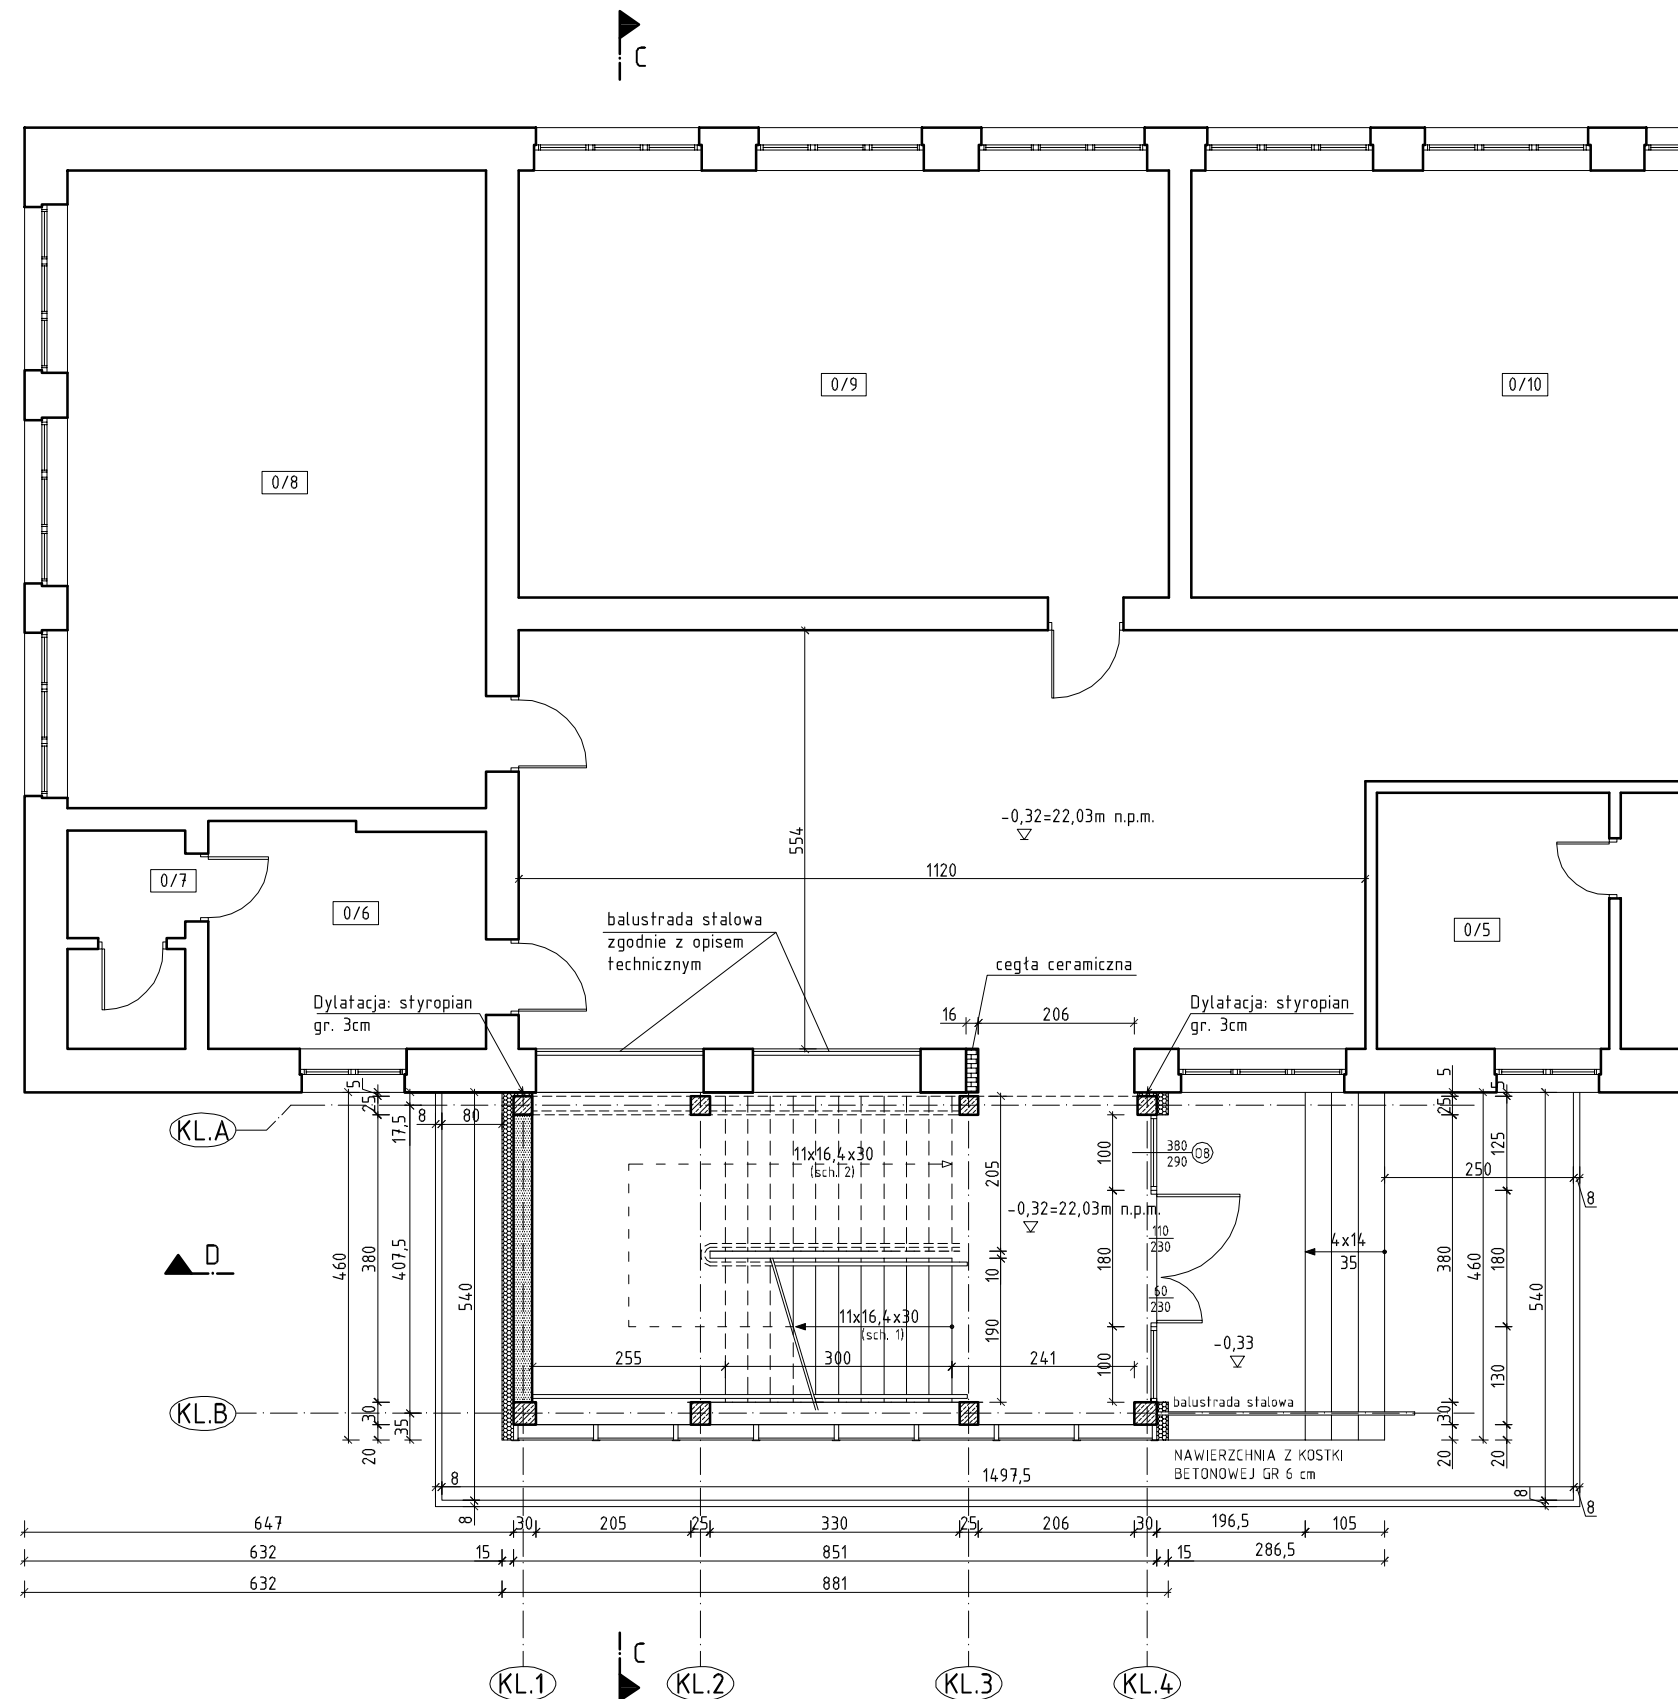 C
0/9
0/10
0/8
-0,32=22,03m n.p.m.
554
1120
0/7
0/6
balustrada stalowa
zgodnie z opisem
technicznym
0/5
cegła ceramiczna
Dylatacja: styropian
gr. 3cm
16
206
Dylatacja: styropian
gr. 3cm
5
25
17,5
8
80
KL.A
5
25
5
125
11x16,4x30
(sch. 2)
205
100
380
290
08
250
8
-0,32=22,03m n.p.m.
110
230
D
460
380
407,5
540
10
180
4x14
35
380
460
180
540
60
230
11x16,4x30
(sch. 1)
190
100
-0,33
255
300
241
130
KL.B
30
35
20
balustrada stalowa
30
20
20
NAWIERZCHNIA Z KOSTKI
BETONOWEJ GR 6 cm
8
1497,5
8
8
8
647
30
205
25
330
25
206
30
196,5
105
632
15
851
15
286,5
632
881
C
KL.1
KL.2
KL.3
KL.4